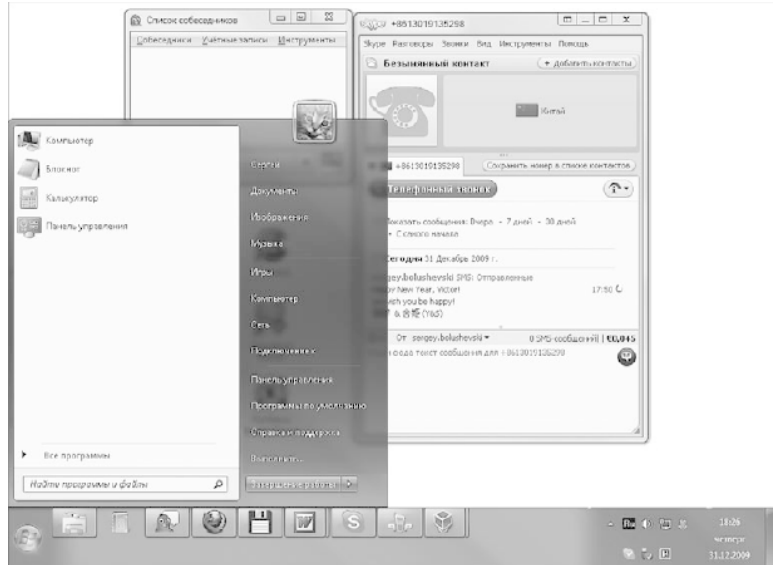 Список собеседников
Собеседники Учётные записи Инструменты
+8613019135298
Skype Разговоры Звонки Вид Инструменты Помощь
Безымянный контакт
+ добавить контакты
Китай
+8613019135298
Сохранить номер в списке контактов
Телефонный звонок
Показать сообщения: Вчера - 7 дней - 30 дней
С самого начала
Сегодня 31 Декабрь 2009 г.
sergey.bolushevski SMS: Отправленные
New Year, Victor!
17:50
wish you be happy!
(Y&S)
От sergey.bolushevski
0 SMS-сообщений | €0,045
текст сообщения для +8613019135298
Компьютер
Блокнот
Калькулятор
Панель управления
Все программы
Найти программы и файлы
Сергей
Документы
Изображения
Музыка
Игры
Компьютер
Сеть
Подключение к
Панель управления
Программы по умолчанию
Справка и поддержка
Выполнить...
Завершение работы
18:26
четверг
31.12.2009